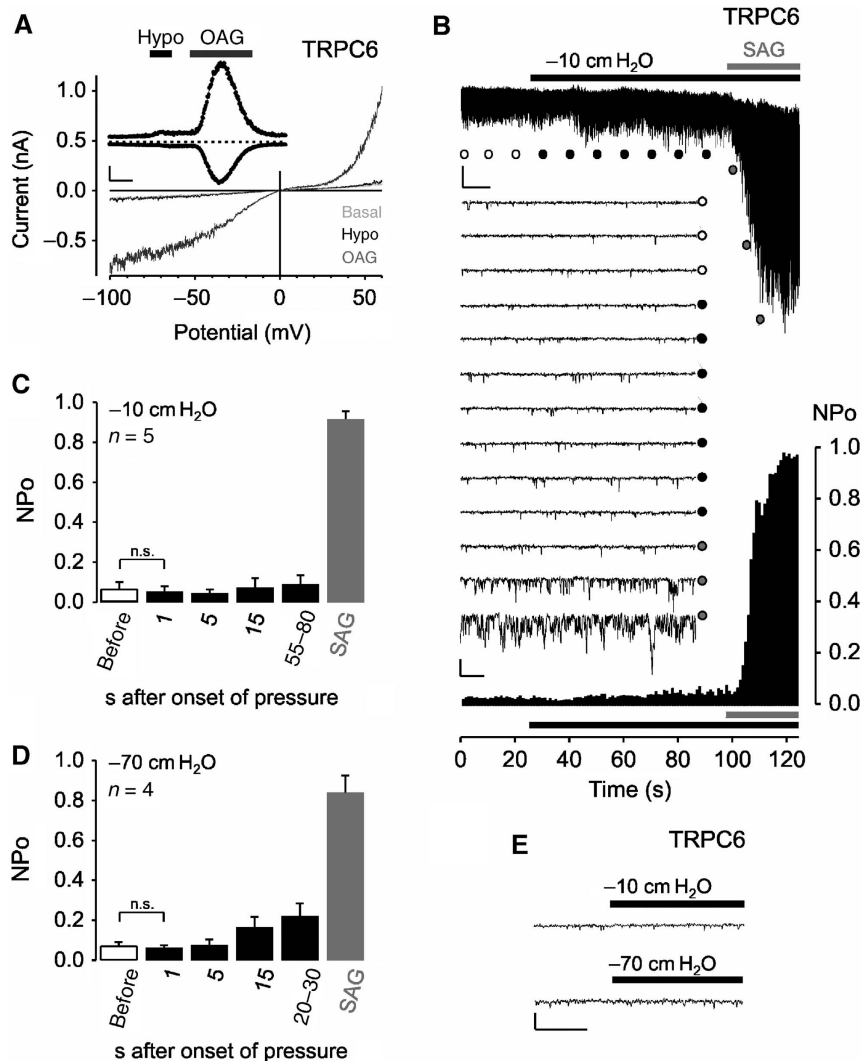 A
Hypo OAG TRPC6
1.0
0.5
0.0
−0.5
Current (nA)
Basal
Hypo
OAG
−100 −50 0 50
Potential (mV)
B
TRPC6
SAG
−10 cm H2O
NPo
1.0
0.8
0.6
0.4
0.2
0.0
0 20 40 60 80 100 120
Time (s)
C
−10 cm H2O
n = 5
1.0
0.8
0.6
0.4
0.2
0.0
NPo
n.s.
Before 1 5 15 55–80 SAG
s after onset of pressure
D
−70 cm H2O
n = 4
1.0
0.8
0.6
0.4
0.2
0.0
NPo
n.s.
Before 1 5 15 20–30 SAG
s after onset of pressure
E
TRPC6
−10 cm H2O
−70 cm H2O